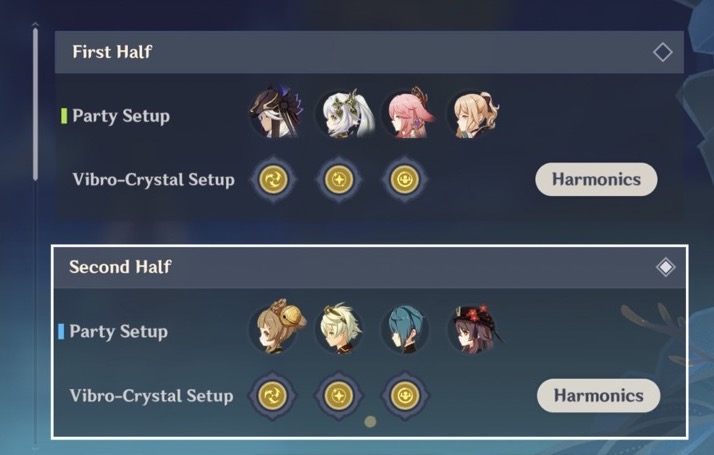 First Half
Party Setup
Vibro-Crystal Setup
Harmonics
Second Half
Party Setup
Vibro-Crystal Setup
Harmonics